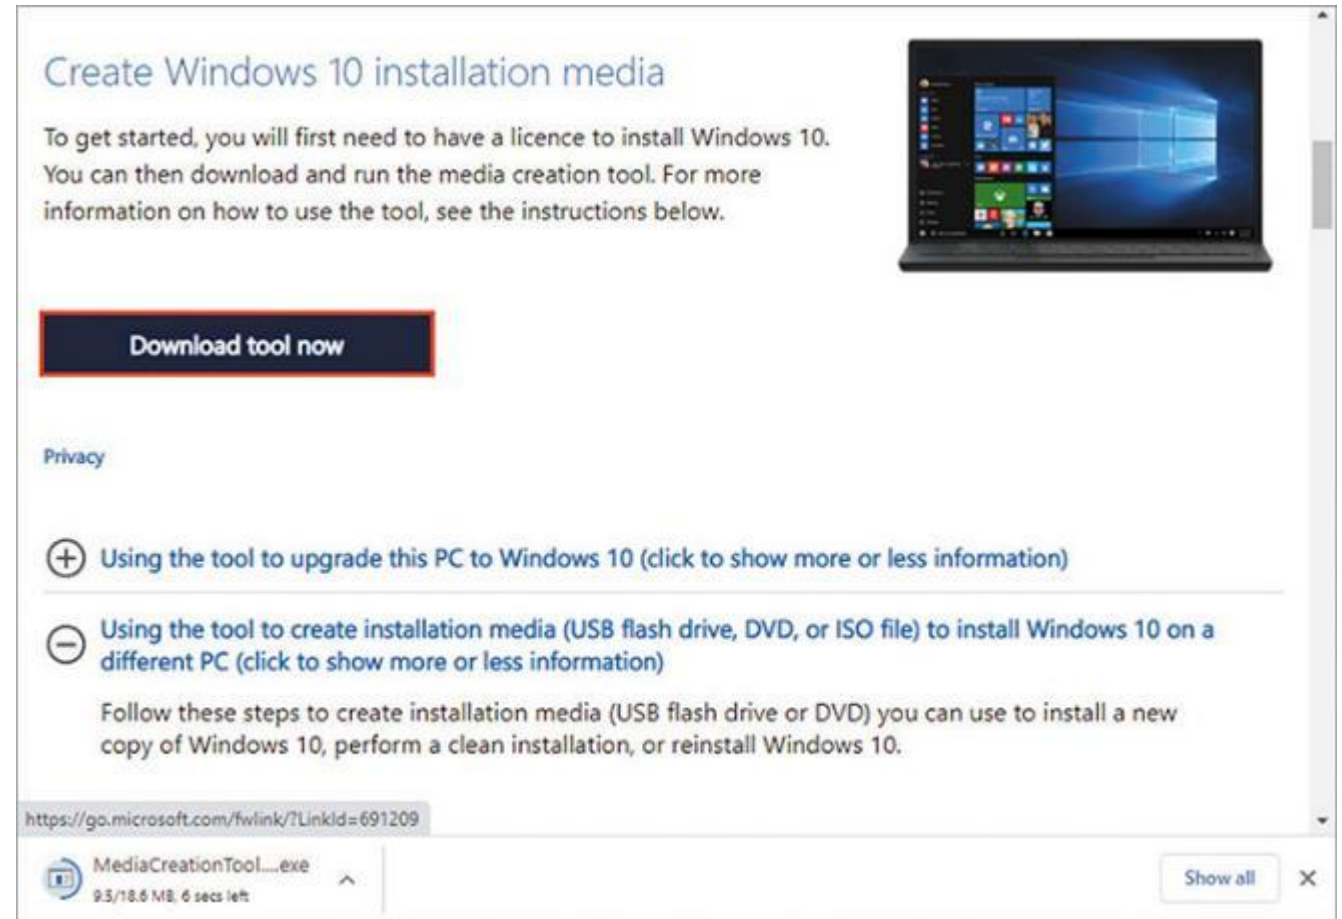 Create Windows 10 installation media
To get started, you will first need to have a licence to install Windows 10.
You can then download and run the media creation tool. For more
information on how to use the tool, see the instructions below.
Download tool now
Privacy
Using the tool to upgrade this PC to Windows 10 (click to show more or less information)
Using the tool to create installation media (USB flash drive, DVD, or ISO file) to install Windows 10 on a
different PC (click to show more or less information)
Follow these steps to create installation media (USB flash drive or DVD) you can use to install a new
copy of Windows 10, perform a clean installation, or reinstall Windows 10.
https://go.microsoft.com/fwlink/?LinkId=691209
MediaCreationTool....exe
9.5/18.6 MB, 6 secs left
Show all